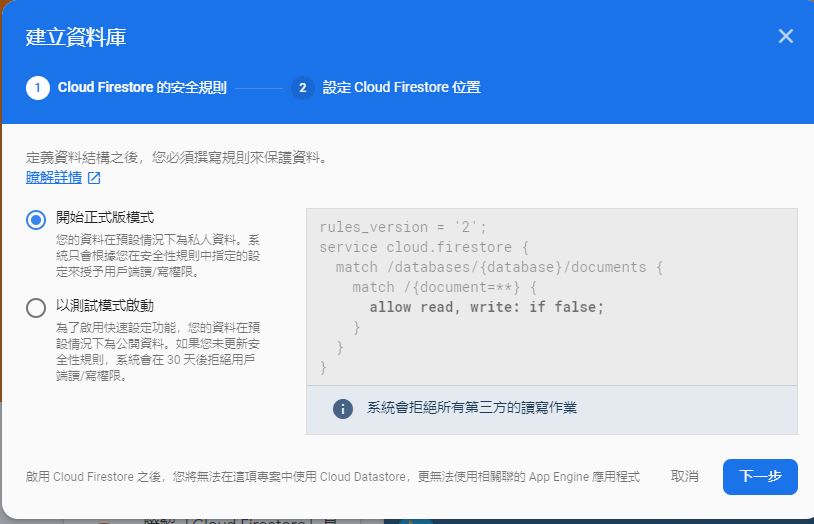 建立資料庫
1 Cloud Firestore 的安全規則
2 設定 Cloud Firestore 位置
定義資料結構之後，您必須撰寫規則來保護資料。
瞭解詳情
開始正式版模式
您的資料在預設情況下為私人資料。系
統只會根據您在安全性規則中指定的設
定來授予用戶端讀/寫權限。
以測試模式啟動
為了啟用快速設定功能，您的資料在預
設情況下為公開資料。如果您未更新安
全性規則，系統會在 30 天後拒絕用戶
端讀/寫權限。
rules_version = '2';
service cloud.firestore {
  match /databases/{database}/documents {
    match /{document=**} {
      allow read, write: if false;
    }
  }
}
系統會拒絕所有第三方的讀寫作業
啟用 Cloud Firestore 之後，您將無法在這項專案中使用 Cloud Datastore，更無法使用相關聯的 App Engine 應用程式
取消
下一步
瞭解「Cloud Firestore」